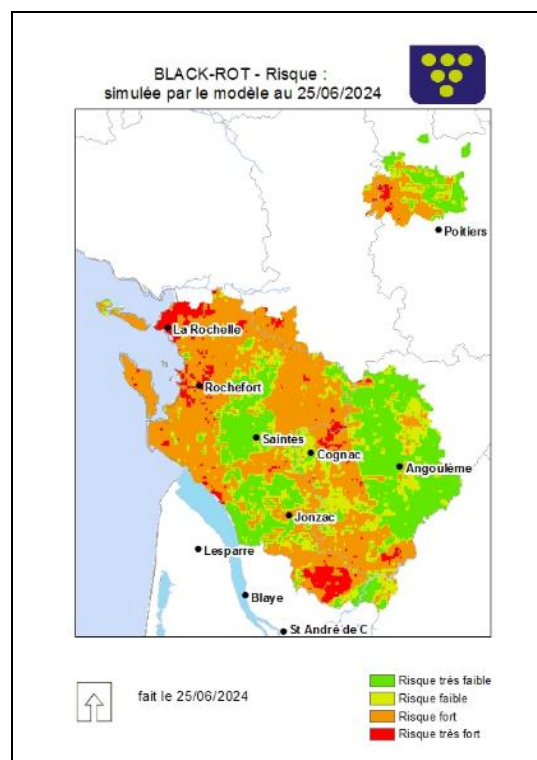 BLACK-ROT - Risque :
simulée par le modèle au 25/06/2024
Poitiers
La Rochelle
Rochefort
Saintes
Cognac
Angoulême
Jonzac
Lesparre
Blaye
St André de C
fait le 25/06/2024
Risque très faible
Risque faible
Risque fort
Risque très fort